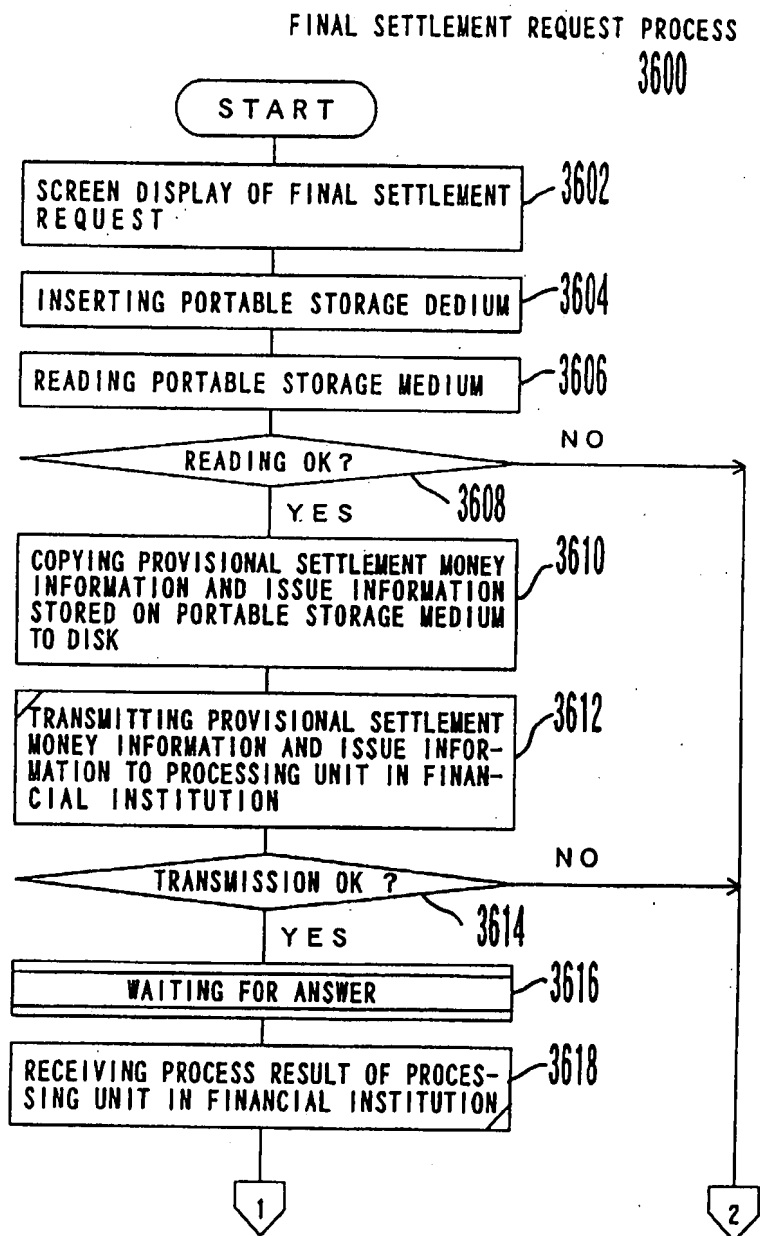 FINAL SETTLEMENT REQUEST PROCESS
3600
START
SCREEN DISPLAY OF FINAL SETTLEMENT
REQUEST
3602
INSERTING PORTABLE STORAGE DEDIUM
3604
READING PORTABLE STORAGE MEDIUM
3606
READING OK?
NO
3608
YES
COPYING PROVISIONAL SETTLEMENT MONEY
INFORMATION AND ISSUE INFORMATION
STORED ON PORTABLE STORAGE MEDIUM
TO DISK
3610
TRANSMITTING PROVISIONAL SETTLEMENT
MONEY INFORMATION AND ISSUE INFOR-
MATION TO PROCESSING UNIT IN FINAN-
CIAL INSTITUTION
3612
TRANSMISSION OK ?
NO
3614
YES
WAITING FOR ANSWER
3616
RECEIVING PROCESS RESULT OF PROCES-
SING UNIT IN FINANCIAL INSTITUTION
3618
1
2